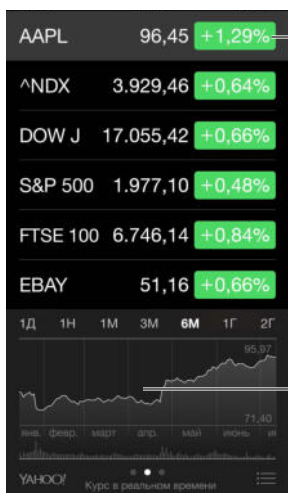 AAPL 96,45 +1,29%
^NDX 3.929,46 +0,64%
DOW J 17.055,42 +0,66%
S&P 500 1.977,10 +0,48%
FTSE 100 6.746,14 +0,84%
EBAY 51,16 +0,66%
1Д 1Н 1М 3М 6М 1Г 2Г
95,97
71,40
янв. февр. март апр. май июнь и
YAHOO! Курс в реальном времени